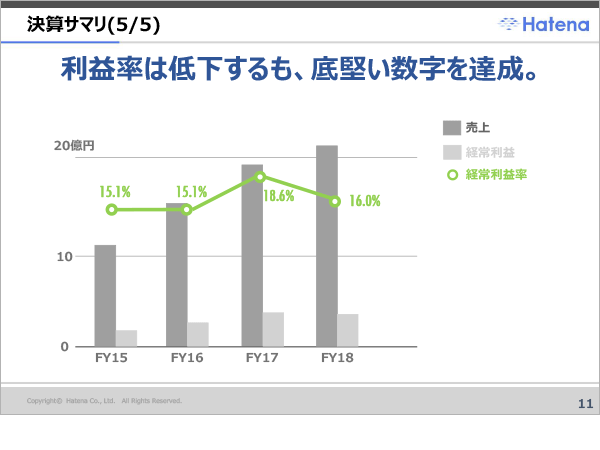 決算サマリ(5/5)
Hatena
利益率は低下するも、底堅い数字を達成。
売上
経常利益
経常利益率
20億円
15.1%
15.1%
18.6%
16.0%
10
0
FY15
FY16
FY17
FY18
Copyright© Hatena Co., Ltd. All Rights Reserved.
11